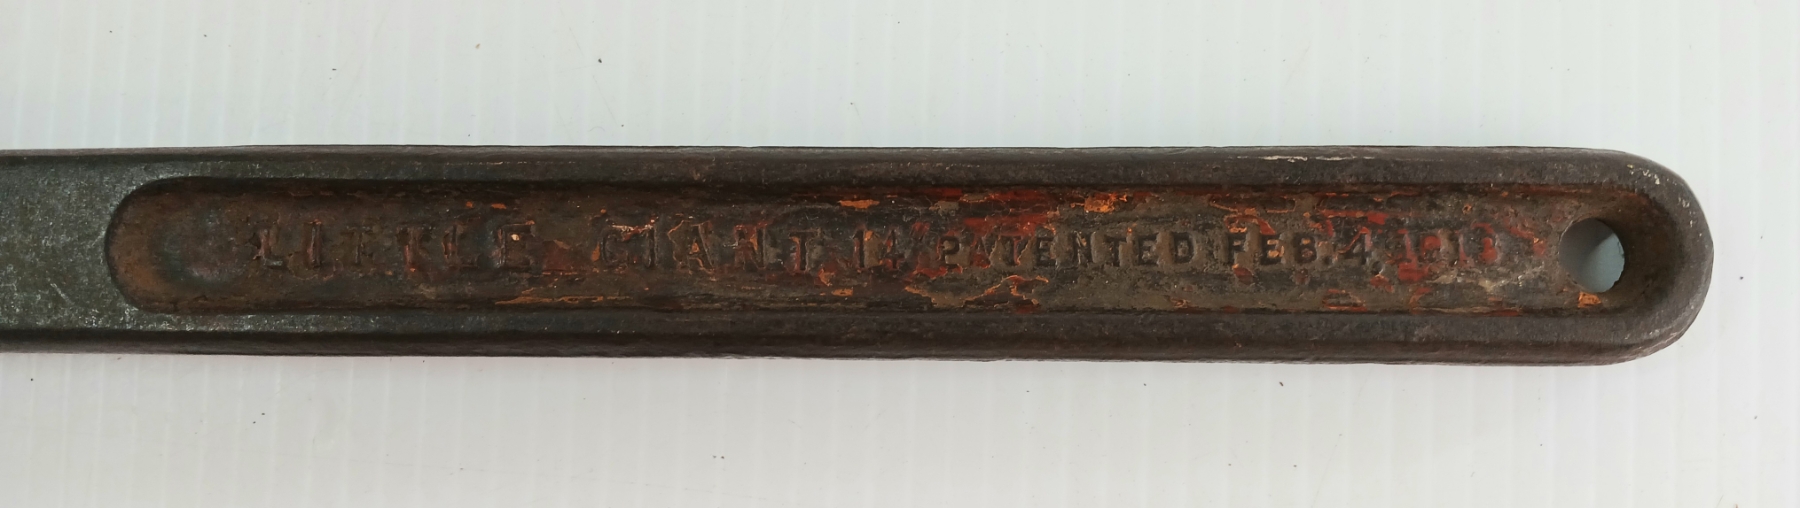 LITTLE GIANT 14 PATENTED FEB. 4,